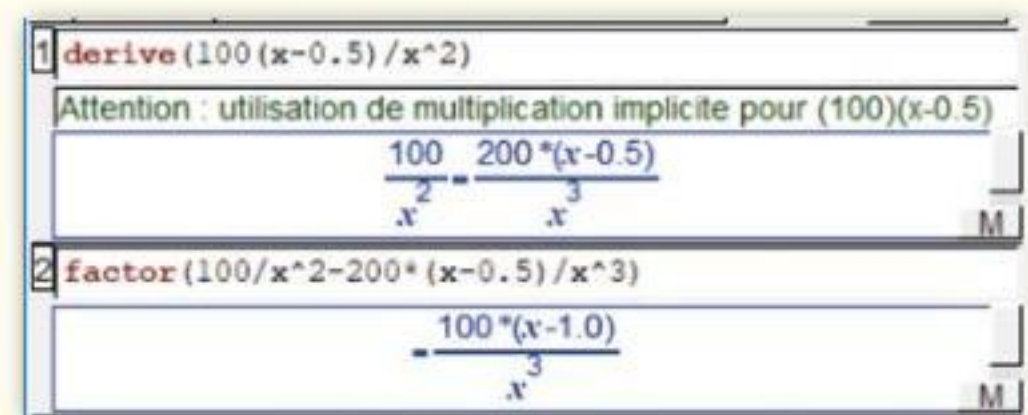 1 derive(100(x-0.5)/x^2)
Attention : utilisation de multiplication implicite pour (100)(x-0.5)
100/x^2 - 200*(x-0.5)/x^3
M
2 factor(100/x^2-200*(x-0.5)/x^3)
-100*(x-1.0)/x^3
M